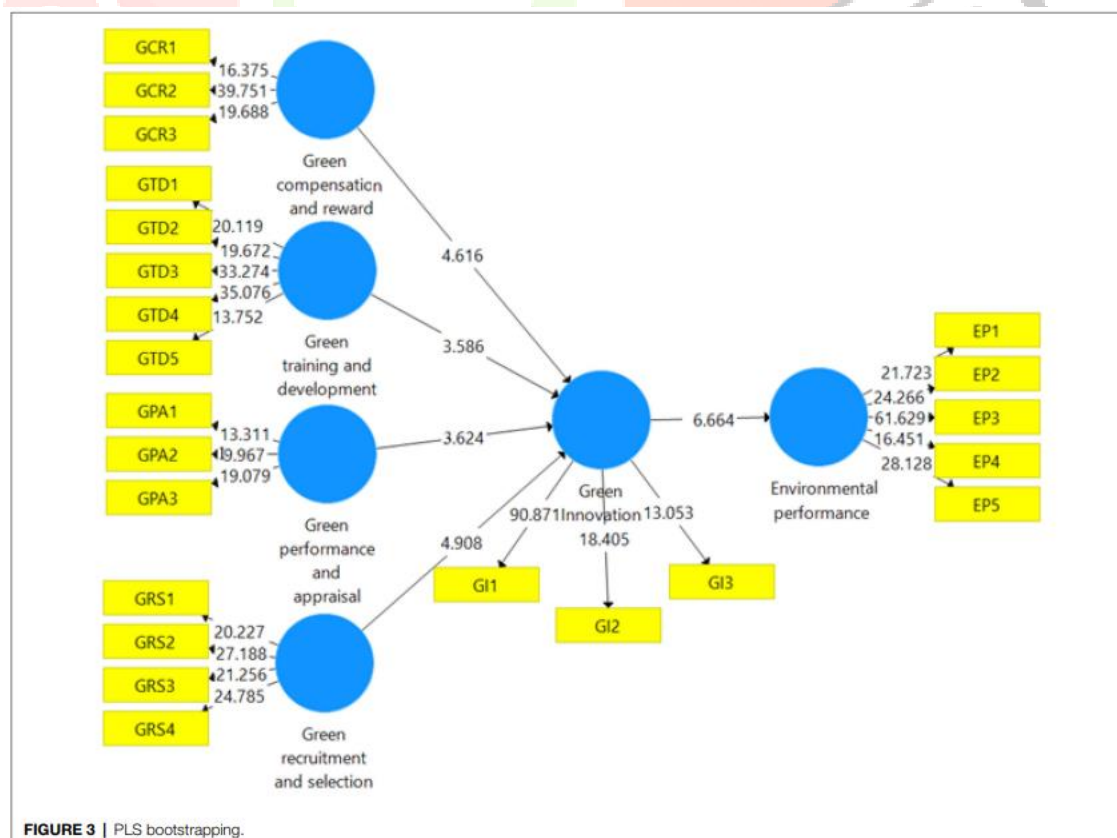 GCR1
GCR2
GCR3
16.375
39.751
19.688
Green
compensation
and reward
GTD1
GTD2
GTD3
GTD4
GTD5
20.119
19.672
33.274
35.076
13.752
Green
training and
development
GPA1
GPA2
GPA3
13.311
19.967
19.079
Green
performance
and
appraisal
GRS1
GRS2
GRS3
GRS4
20.227
27.188
21.256
24.785
Green
recruitment
and selection
4.616
3.586
3.624
4.908
Green
Innovation
90.871
18.405
13.053
GI1
GI2
GI3
6.664
Environmental
performance
21.723
24.266
61.629
16.451
28.128
EP1
EP2
EP3
EP4
EP5
FIGURE 3 | PLS bootstrapping.